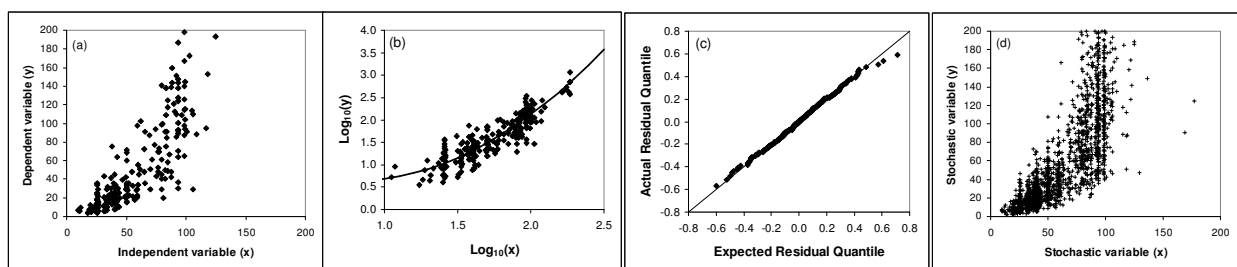 (a)
Dependent variable (y)
200
180
160
140
120
100
80
60
40
20
0
0 50 100 150 200
Independent variable (x)
(b)
Log10(y)
4.0
3.5
3.0
2.5
2.0
1.5
1.0
0.5
0.0
1.0 1.5 2.0 2.5
Log10(x)
(c)
Actual Residual Quantile
0.8
0.6
0.4
0.2
0.0
-0.2
-0.4
-0.6
-0.8
-0.8 -0.6 -0.4 -0.2 0.0 0.2 0.4 0.6 0.8
Expected Residual Quantile
(d)
Stochastic variable (y)
200
180
160
140
120
100
80
60
40
20
0
0 50 100 150 200
Stochastic variable (x)